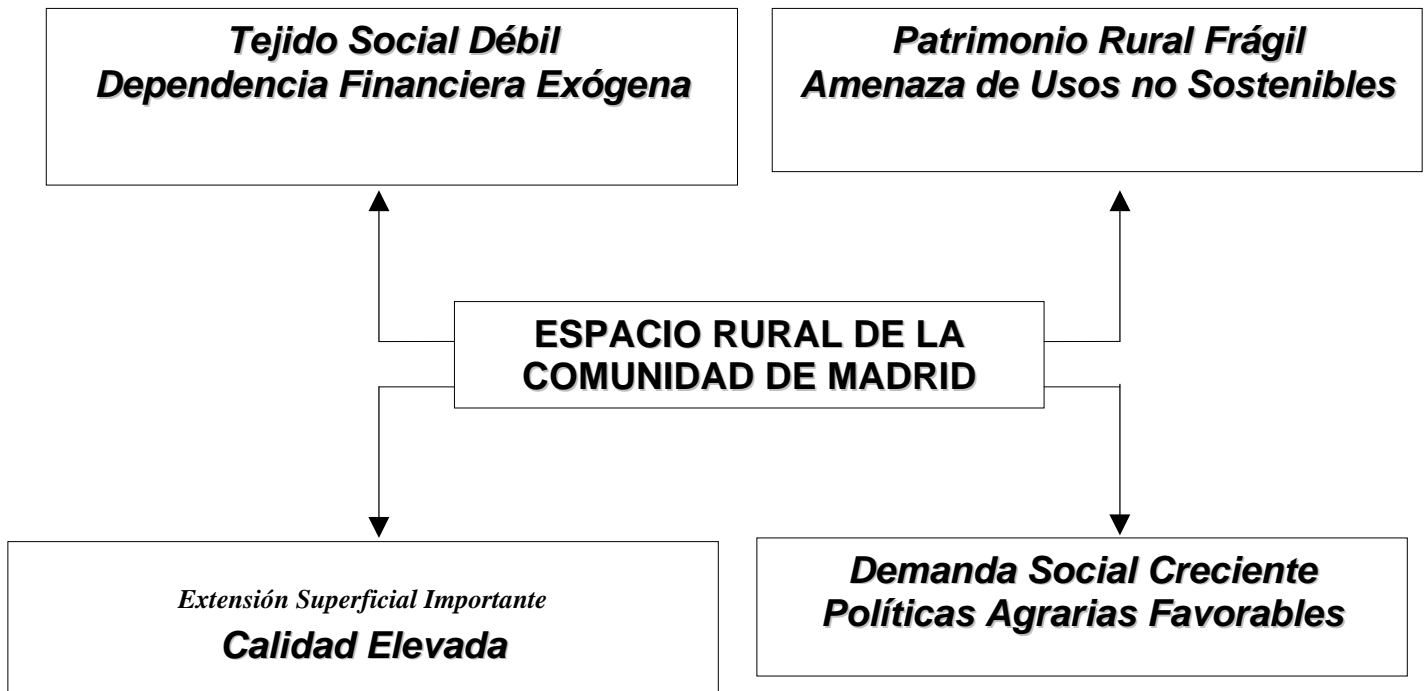 Tejido Social Débil
Dependencia Financiera Exógena
Patrimonio Rural Frágil
Amenaza de Usos no Sostenibles
ESPACIO RURAL DE LA
COMUNIDAD DE MADRID
Extensión Superficial Importante
Calidad Elevada
Demanda Social Creciente
Políticas Agrarias Favorables